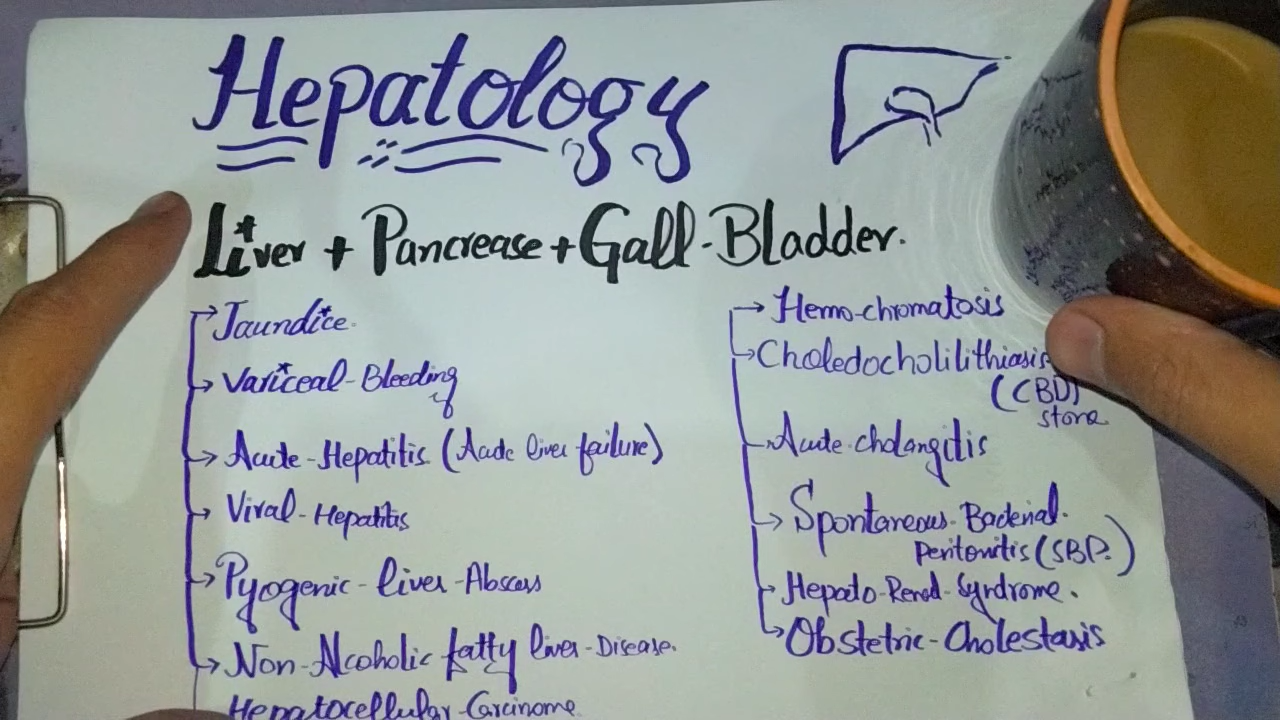 Hepatology
Liver + Pancrease + Gall-Bladder.
Jaundice.
Variceal-Bleeding
Acute-Hepatitis (Acute liver failure)
Viral-Hepatitis
Pyogenic-liver-Abscess
Non-Alcoholic fatty liver-Disease.
Hepatocellular-Carcinome
Hemo-chromatosis
Choledocholilithiasis
(CBD)
stone
Acute cholangitis
Spontaneous-Bacterial.
Peritonitis (SBP.)
Hepato-Renal-Syndrome.
Obstetric-Cholestasis